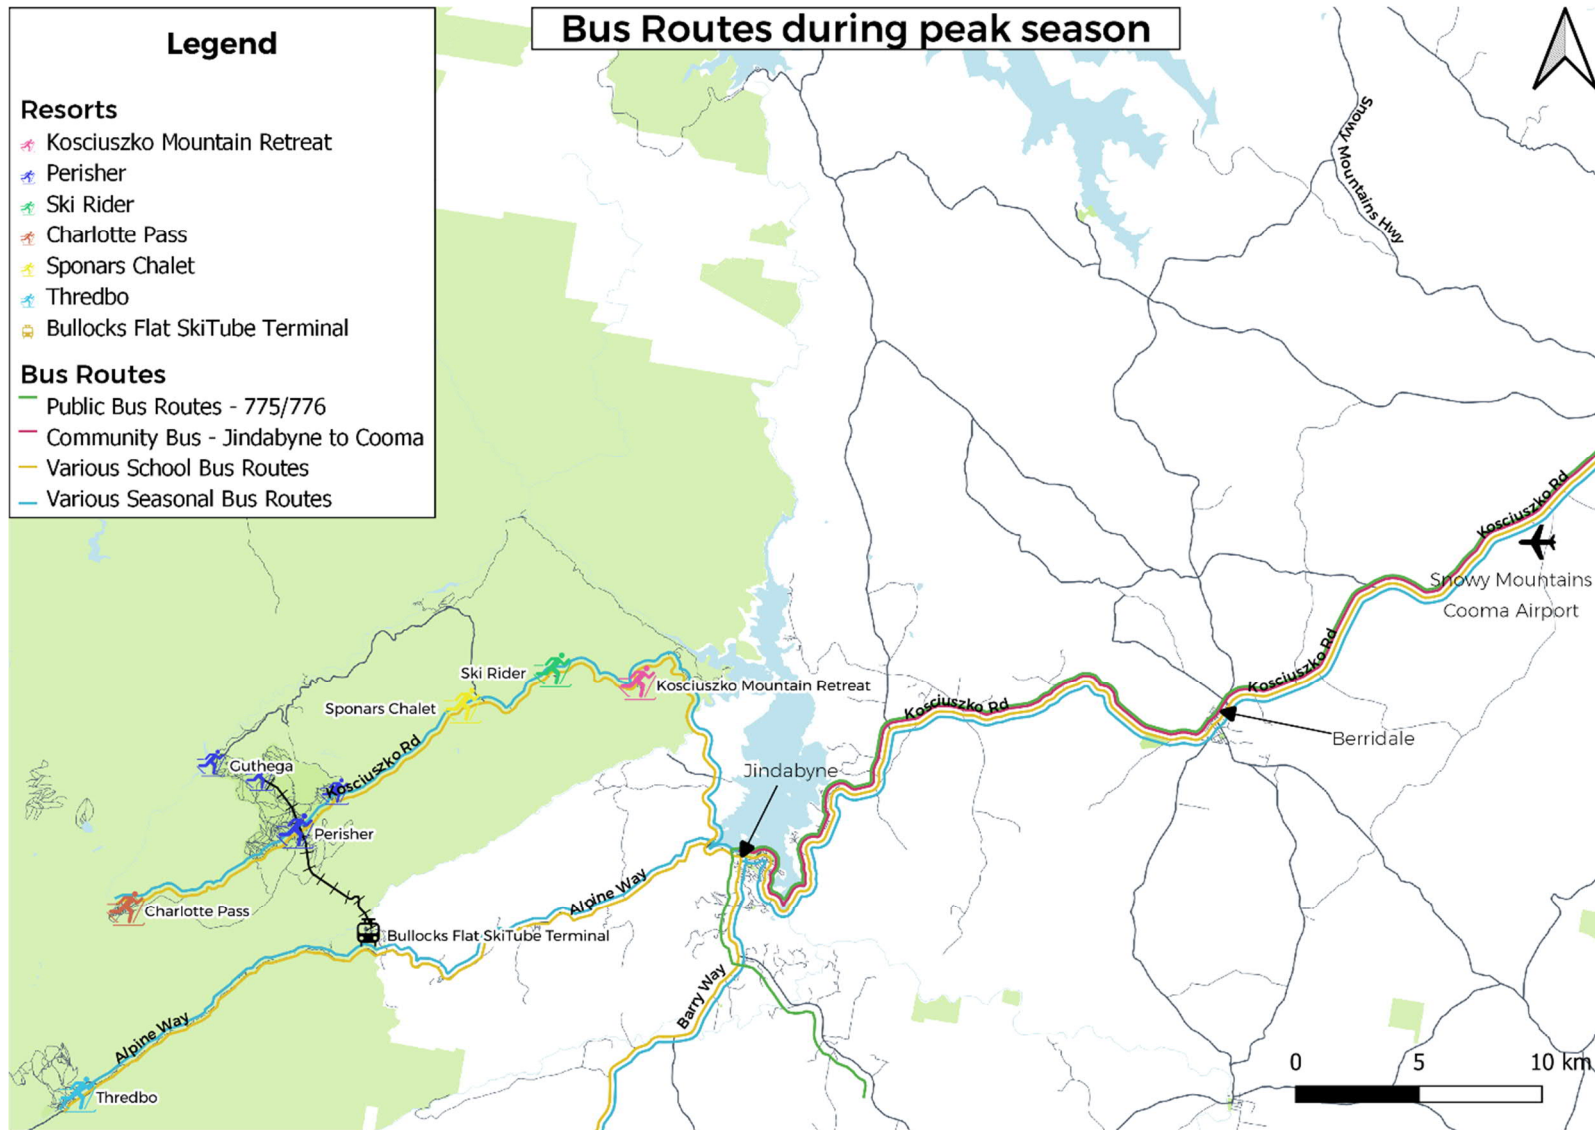 Bus Routes during peak season
Legend
Resorts
Kosciuszko Mountain Retreat
Perisher
Ski Rider
Charlotte Pass
Sponars Chalet
Thredbo
Bullocks Flat SkiTube Terminal
Bus Routes
Public Bus Routes - 775/776
Community Bus - Jindabyne to Cooma
Various School Bus Routes
Various Seasonal Bus Routes
Snowy Mountains Hwy
Kosciuszko Rd
Snowy Mountains
Cooma Airport
Kosciuszko Rd
Ski Rider
Kosciuszko Mountain Retreat
Sponars Chalet
Kosciuszko Rd
Berridale
Guthega
Kosciuszko Rd
Jindabyne
Perisher
Alpine Way
Charlotte Pass
Bullocks Flat SkiTube Terminal
Barry Way
Alpine Way
Thredbo
0 5 10 km